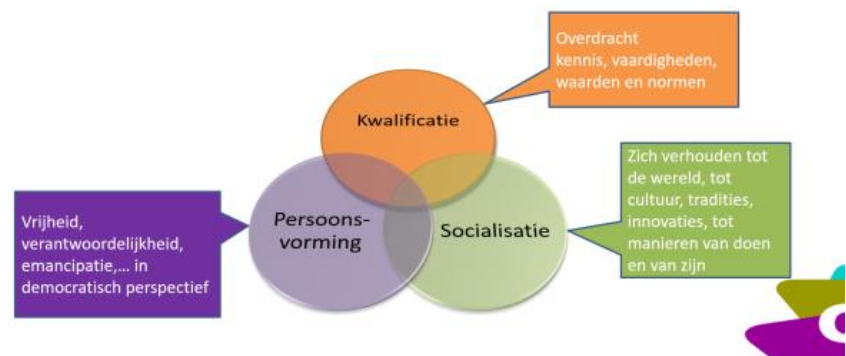 Overdracht
kennis, vaardigheden,
waarden en normen
Kwalificatie
Zich verhouden tot
de wereld, tot
cultuur, tradities,
innovaties, tot
manieren van doen
en van zijn
Persoons-
vorming
Socialisatie
Vrijheid,
verantwoordelijkheid,
emancipatie,... in
democratisch perspectief